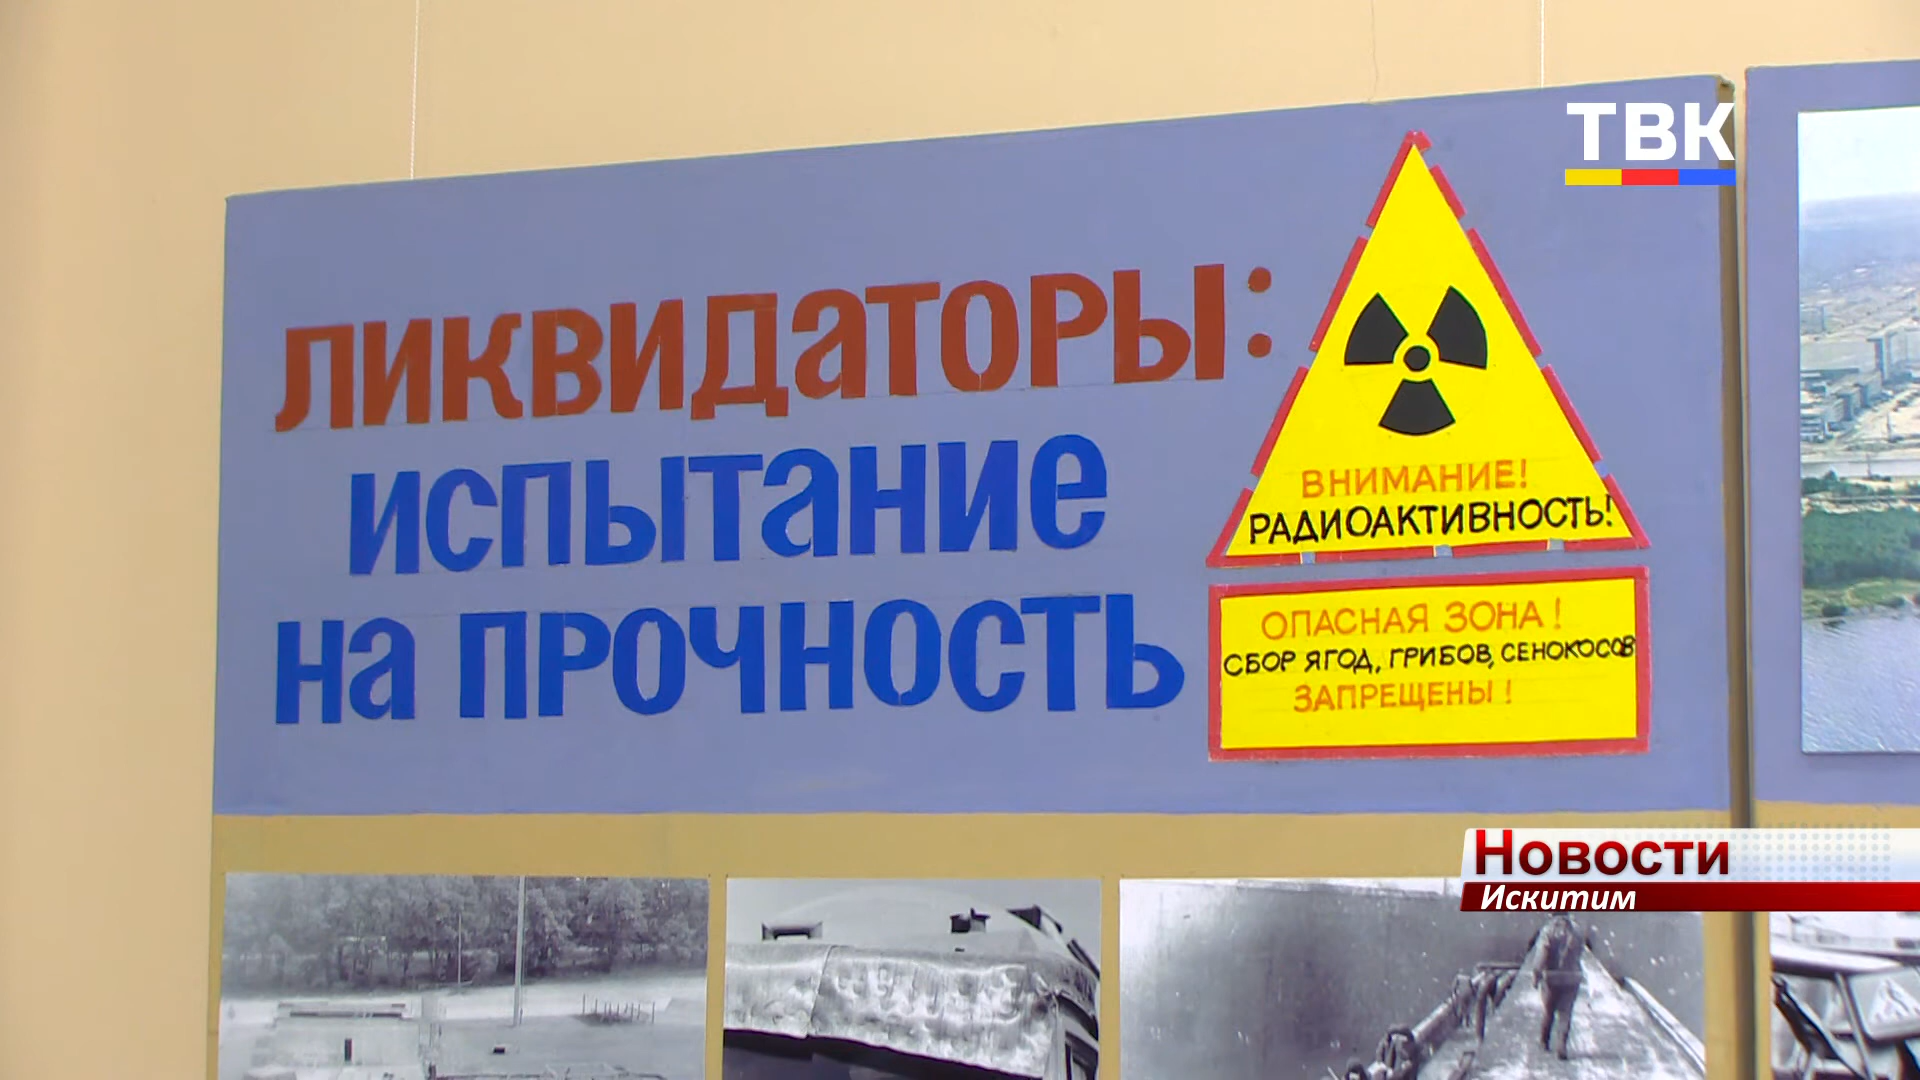 ТВК
ЛИКВИДАТОРЫ:
ИСПЫТАНИЕ
НА ПРОЧНОСТЬ
ВНИМАНИЕ!
РАДИОАКТИВНОСТЬ!
ОПАСНАЯ ЗОНА!
СБОР ЯГОД, ГРИБОВ, СЕНОКОСОВ
ЗАПРЕЩЕНЫ!
Новости
Искитим